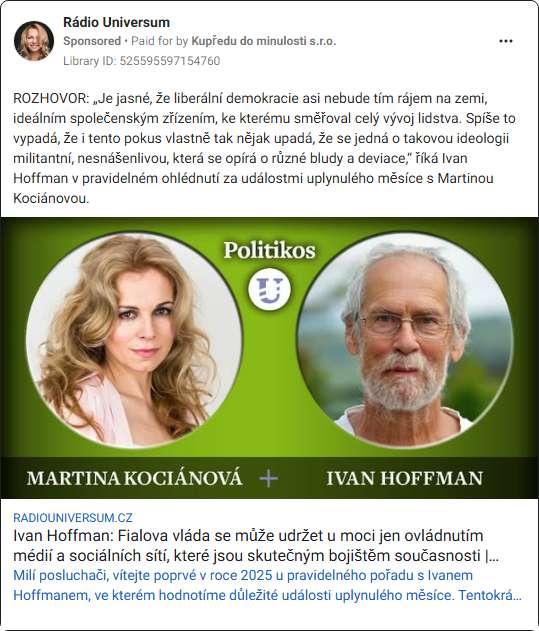 Rádio Universum
Sponsored • Paid for by Kupředu do minulosti s.r.o.
Library ID: 525595597154760
ROZHOVOR: „Je jasné, že liberální demokracie asi nebude tím rájem na zemi,
ideálním společenským zřízením, ke kterému směřoval celý vývoj lidstva. Spíše to
vypadá, že i tento pokus vlastně tak nějak upadá, že se jedná o takovou ideologii
militantní, nesnášenlivou, která se opírá o různé bludy a deviace,“ říká Ivan
Hoffman v pravidelném ohlédnutí za událostmi uplynulého měsíce s Martinou
Kociánovou.
Politikos
U
MARTINA KOCIÁNOVÁ + IVAN HOFFMAN
RADIOUNIVERSUM.CZ
Ivan Hoffman: Fialova vláda se může udržet u moci jen ovládnutím
médií a sociálních sítí, které jsou skutečným bojištěm současnosti |...
Milí posluchači, vítejte poprvé v roce 2025 u pravidelného pořadu s Ivanem
Hoffmanem, ve kterém hodnotíme důležité události uplynulého měsíce. Tentokrá...